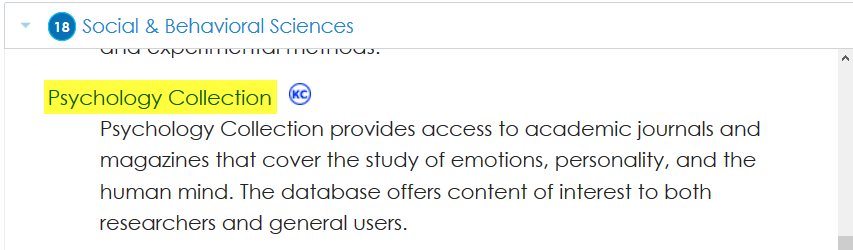 18 Social & Behavioral Sciences
and experimental methods.
Psychology Collection KC
Psychology Collection provides access to academic journals and
magazines that cover the study of emotions, personality, and the
human mind. The database offers content of interest to both
researchers and general users.